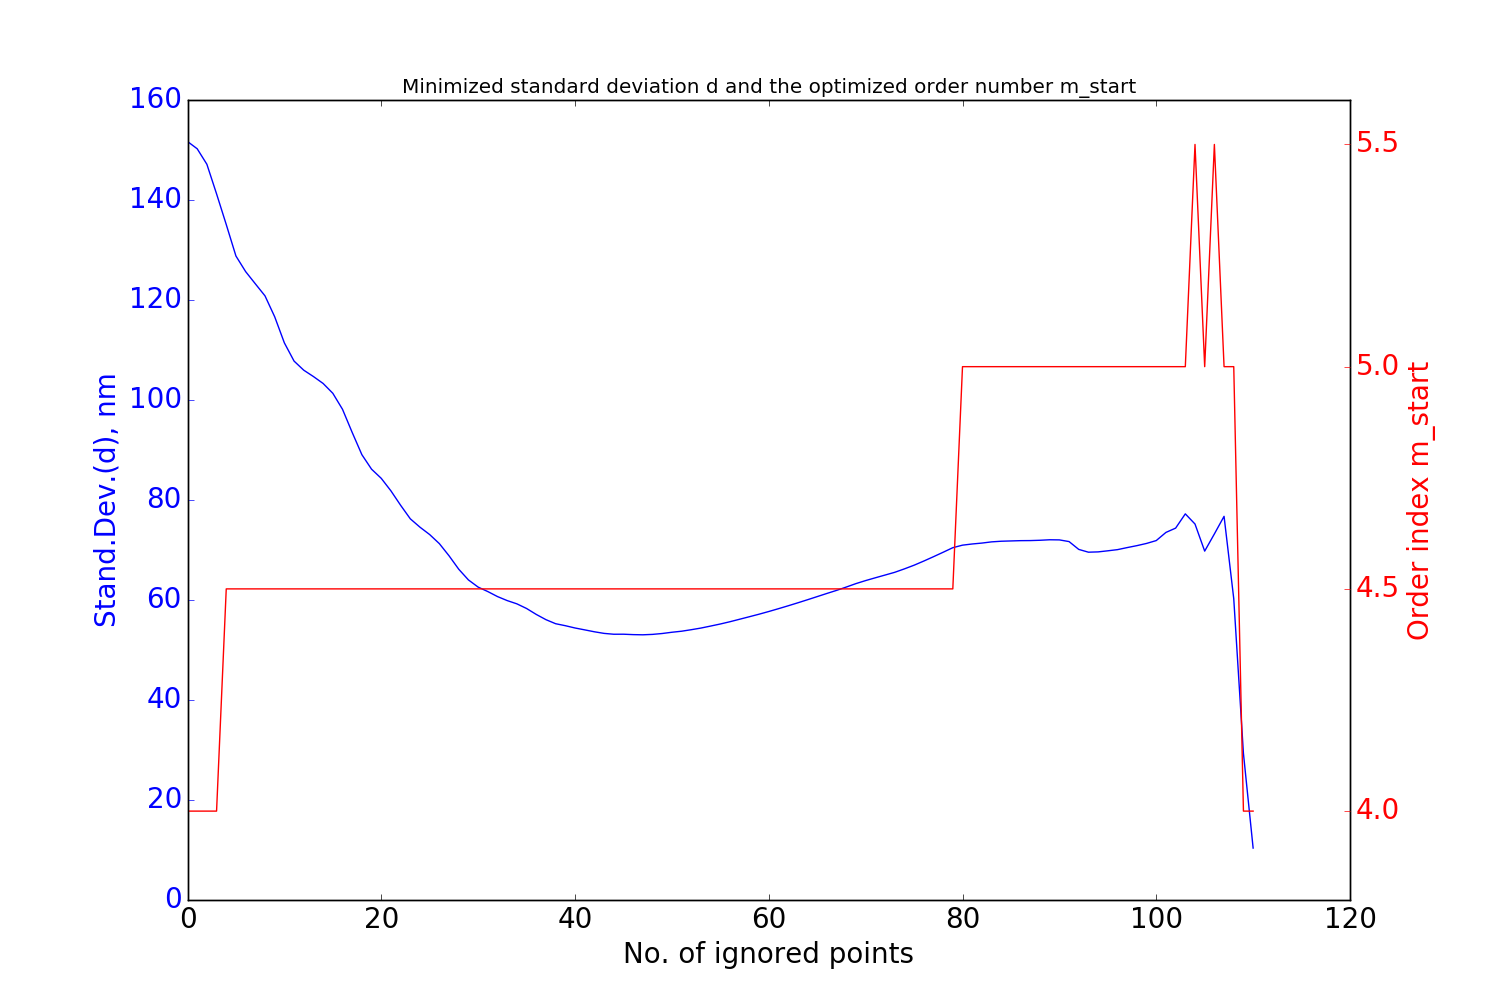 Minimized standard deviation d and the optimized order number m_start
160
140
120
100
80
60
40
20
0
Stand.Dev.(d), nm
5.5
5.0
4.5
4.0
Order index m_start
0 20 40 60 80 100 120
No. of ignored points